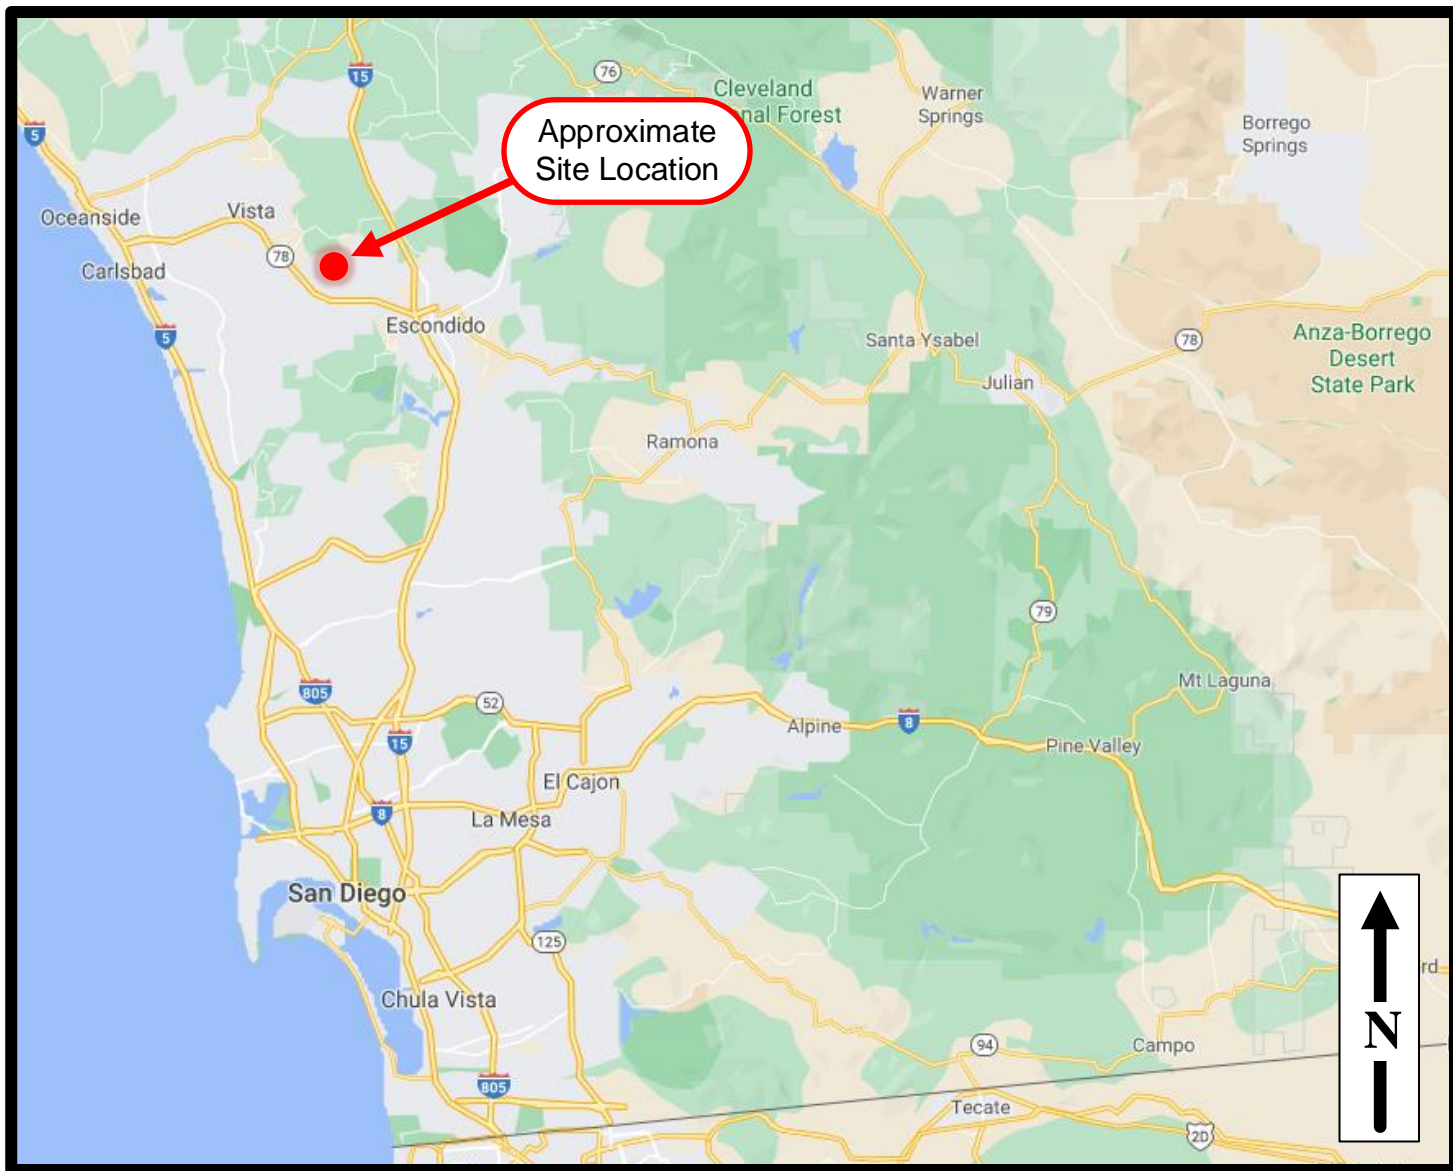 15
76
Cleveland
nal Forest
Warner
Springs
5
Approximate
Site Location
Borrego
Springs
Oceanside
Vista
78
Carlsbad
Escondido
5
Santa Ysabel
78
Anza-Borrego
Desert
State Park
Julian
Ramona
79
805
52
Mt Laguna
15
Alpine
8
Pine Valley
El Cajon
8
La Mesa
San Diego
125
rd
Chula Vista
N
94
Campo
805
Tecate
2D